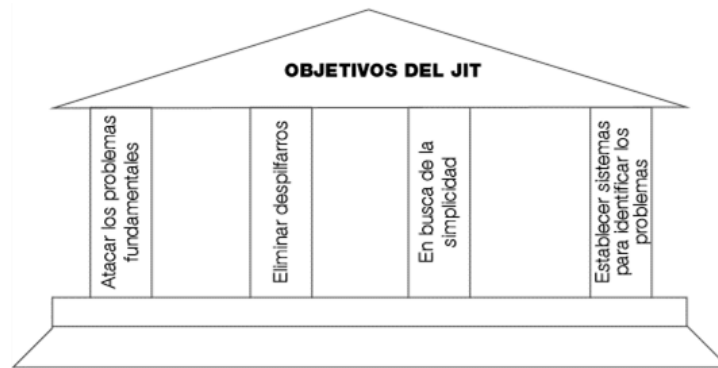 OBJETIVOS DEL JIT
Atacar los problemas
fundamentales
Eliminar despilfarros
En busca de la
simplicidad
Establecer sistemas
para identificar los
problemas